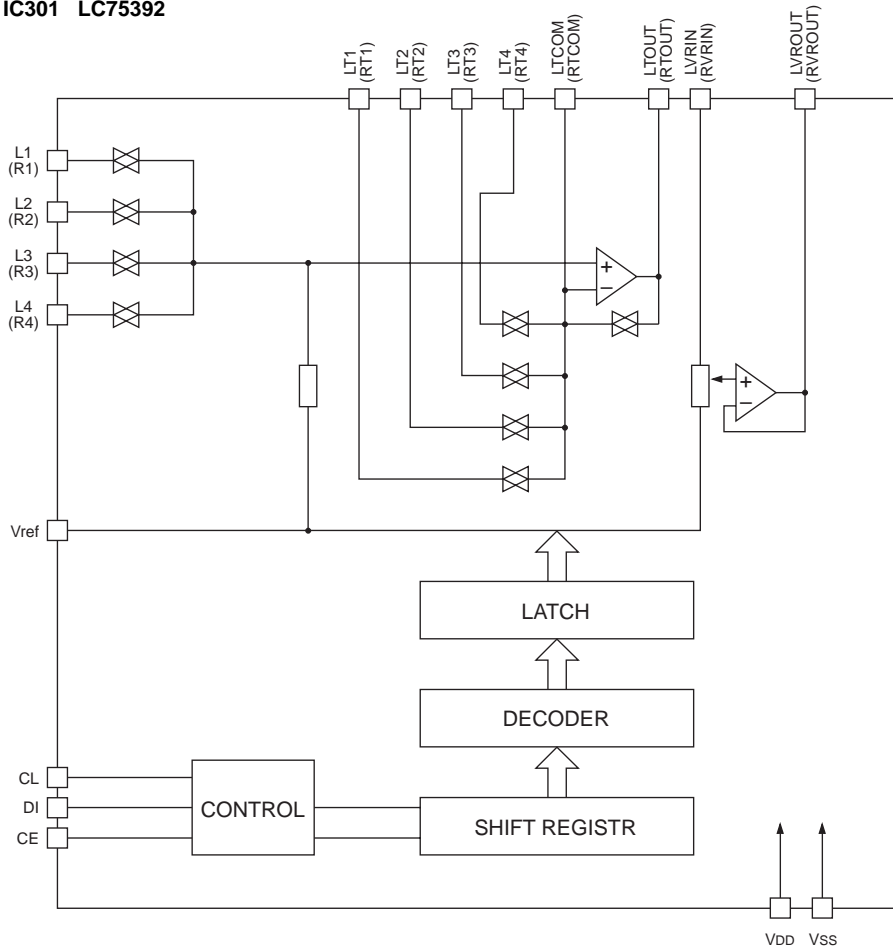 IC301 LC75392
LT1
(RT1)
LT2
(RT2)
LT3
(RT3)
LT4
(RT4)
LTCOM
(RTCOM)
LTOUT
(RTOUT)
LVRIN
(RVRIN)
LVROUT
(RVROUT)
L1
(R1)
L2
(R2)
L3
(R3)
L4
(R4)
+
−
+
−
Vref
LATCH
DECODER
CL
DI
CE
CONTROL
SHIFT REGISTR
VDD
VSS